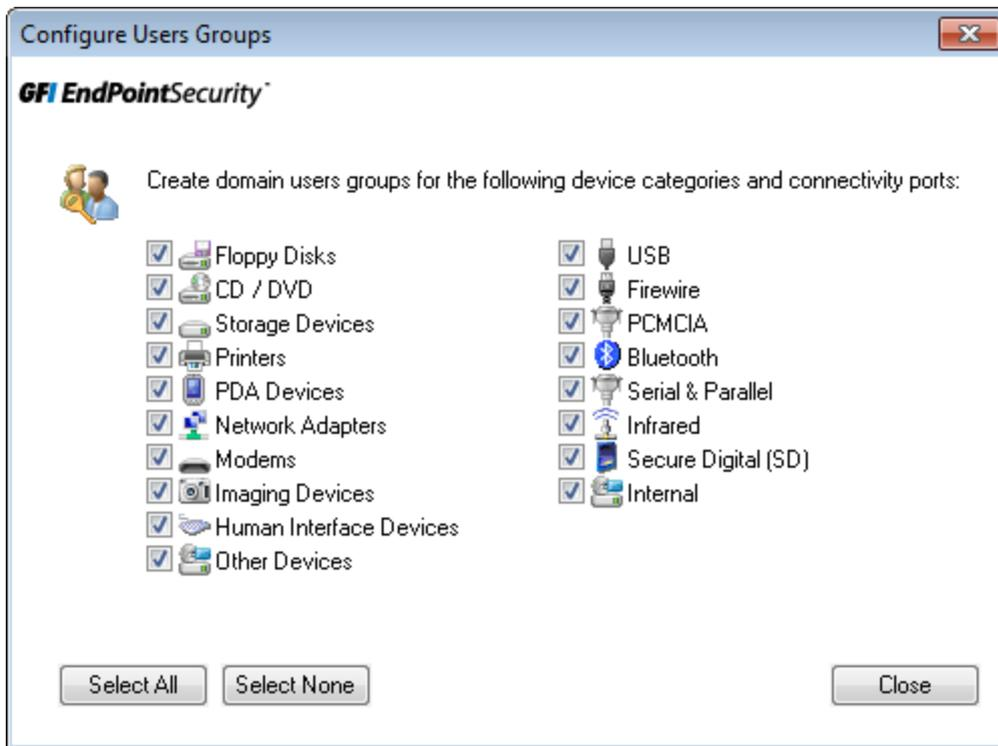 Configure Users Groups
GFI EndPointSecurity™
Create domain users groups for the following device categories and connectivity ports:
Floppy Disks
CD / DVD
Storage Devices
Printers
PDA Devices
Network Adapters
Modems
Imaging Devices
Human Interface Devices
Other Devices
USB
Firewire
PCMCIA
Bluetooth
Serial & Parallel
Infrared
Secure Digital (SD)
Internal
Select All
Select None
Close